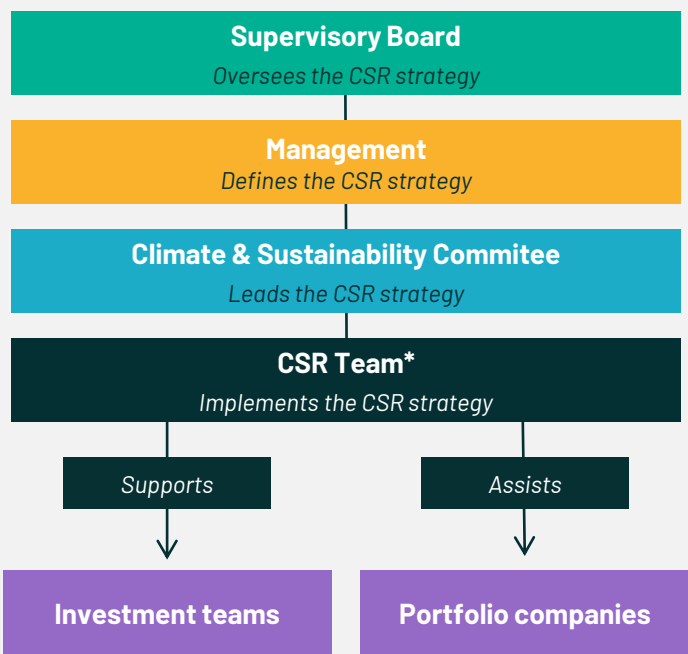 Supervisory Board
Oversees the CSR strategy
Management
Defines the CSR strategy
Climate & Sustainability Commitee
Leads the CSR strategy
CSR Team*
Implements the CSR strategy
Supports
Assists
Investment teams
Portfolio companies